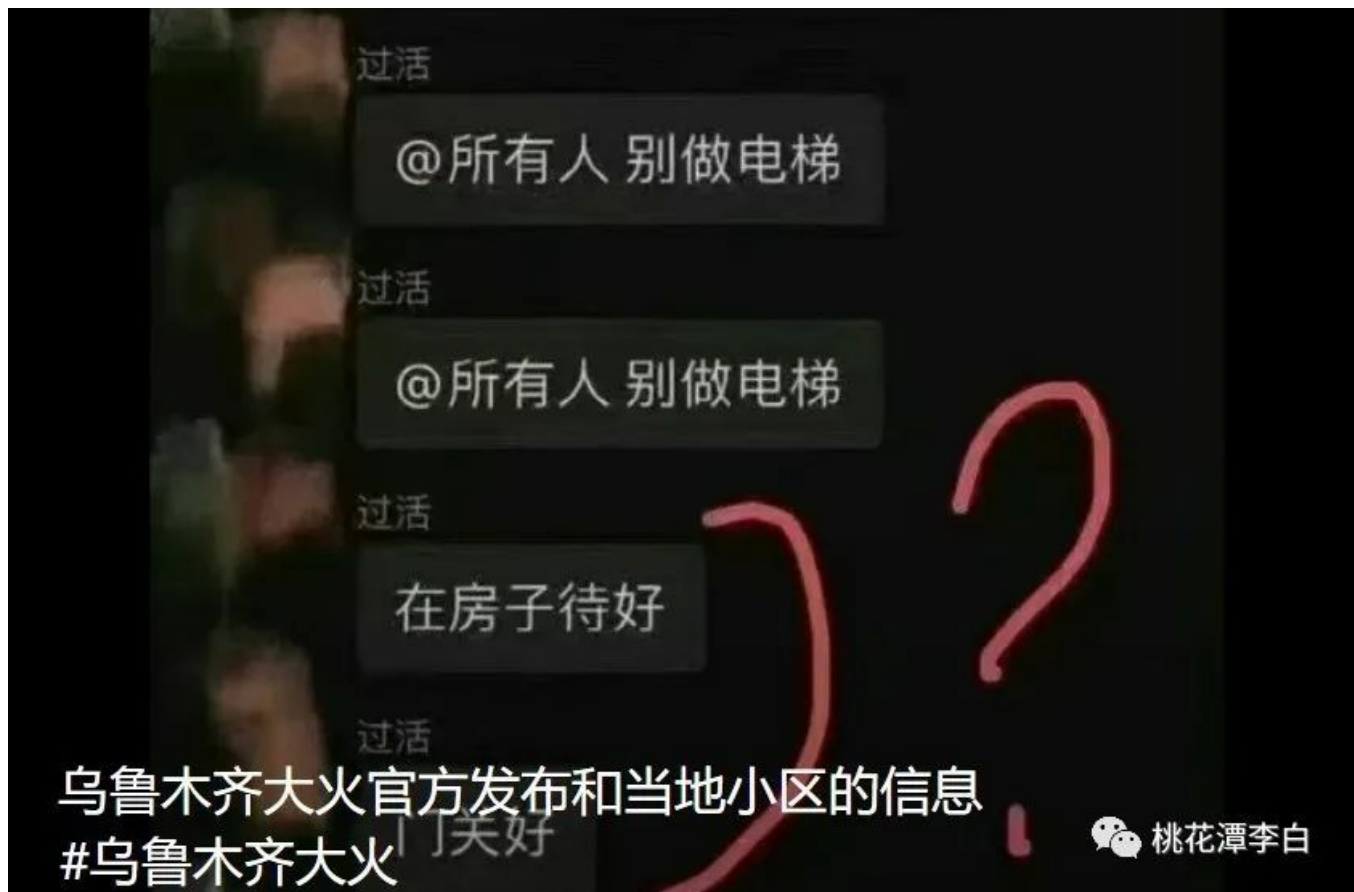 过活
@所有人 别做电梯
过活
@所有人 别做电梯
过活
在房子待好
过活
门关好
乌鲁木齐大火官方发布和当地小区的信息
#乌鲁木齐大火
桃花潭李白